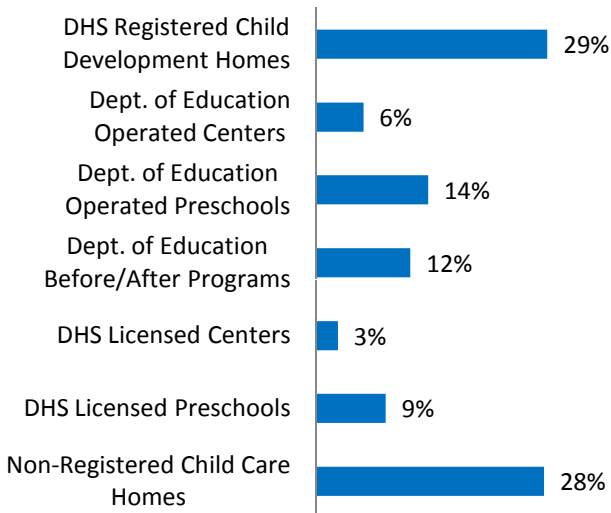 DHS Registered Child
Development Homes
29%
Dept. of Education
Operated Centers
6%
Dept. of Education
Operated Preschools
14%
Dept. of Education
Before/After Programs
12%
DHS Licensed Centers
3%
DHS Licensed Preschools
9%
Non-Registered Child Care
Homes
28%